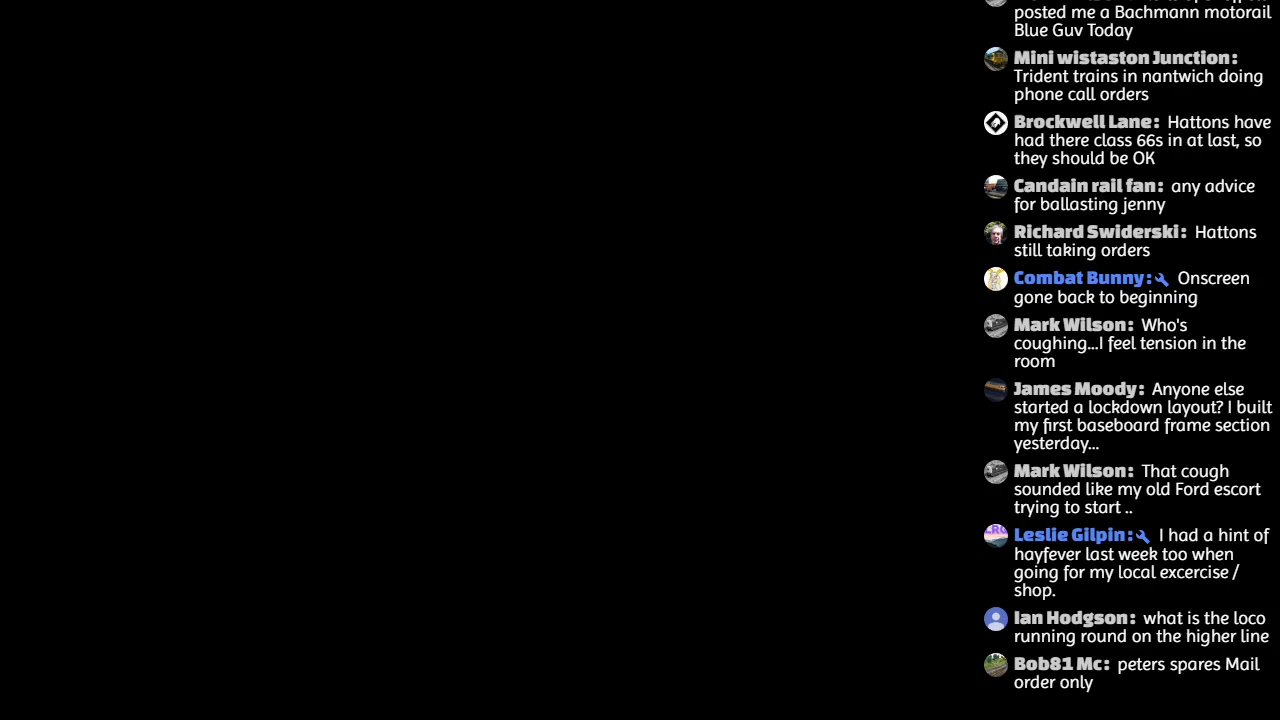 posted me a Bachmann motorail
Blue Guv Today
Mini wistaston Junction:
Trident trains in nantwich doing
phone call orders
Brockwell Lane: Hattons have
had there class 66s in at last, so
they should be OK
Candain rail fan: any advice
for ballasting jenny
Richard Swiderski: Hattons
still taking orders
Combat Bunny: Onscreen
gone back to beginning
Mark Wilson: Who's
coughing...I feel tension in the
room
James Moody: Anyone else
started a lockdown layout? I built
my first baseboard frame section
yesterday...
Mark Wilson: That cough
sounded like my old Ford escort
trying to start ..
Leslie Gilpin: I had a hint of
hayfever last week too when
going for my local excercise /
shop.
Ian Hodgson: what is the loco
running round on the higher line
Bob81 Mc: peters spares Mail
order only